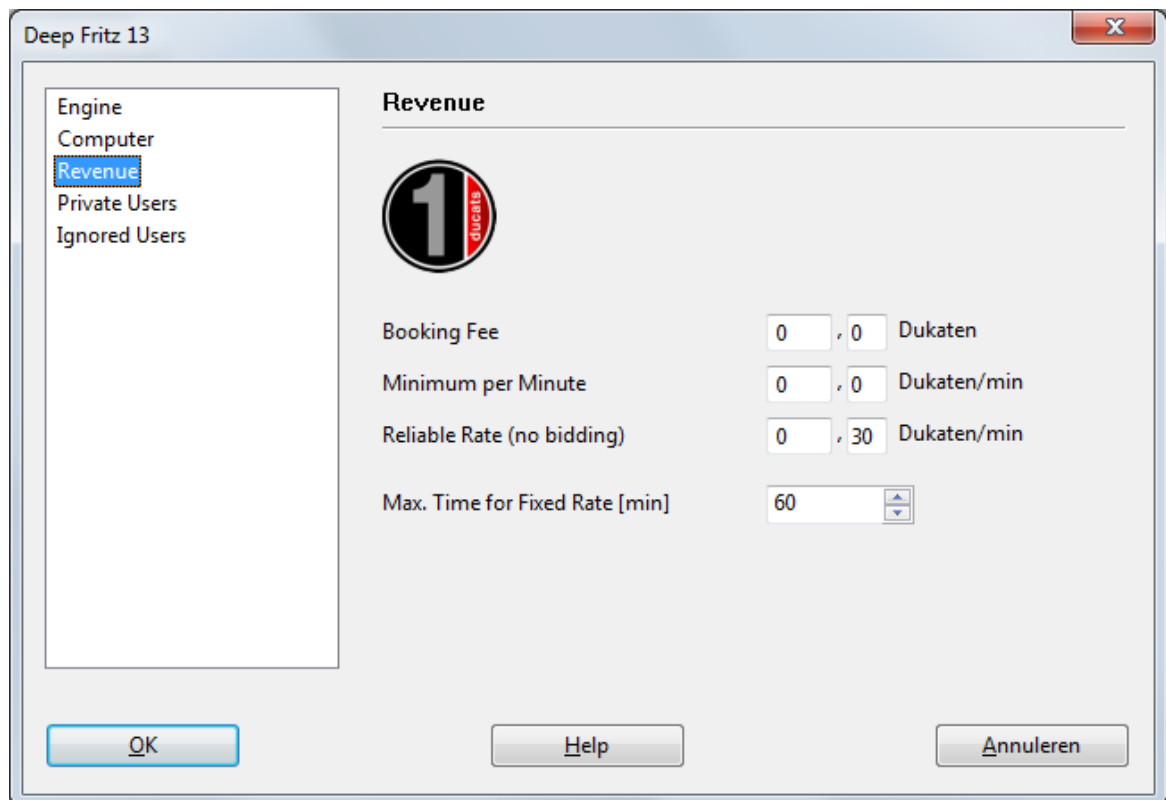 Deep Fritz 13
Engine
Computer
Revenue
Private Users
Ignored Users
Revenue
1 ducats
Booking Fee 0 , 0 Dukaten
Minimum per Minute 0 , 0 Dukaten/min
Reliable Rate (no bidding) 0 , 30 Dukaten/min
Max. Time for Fixed Rate [min] 60
OK Help Annuleren